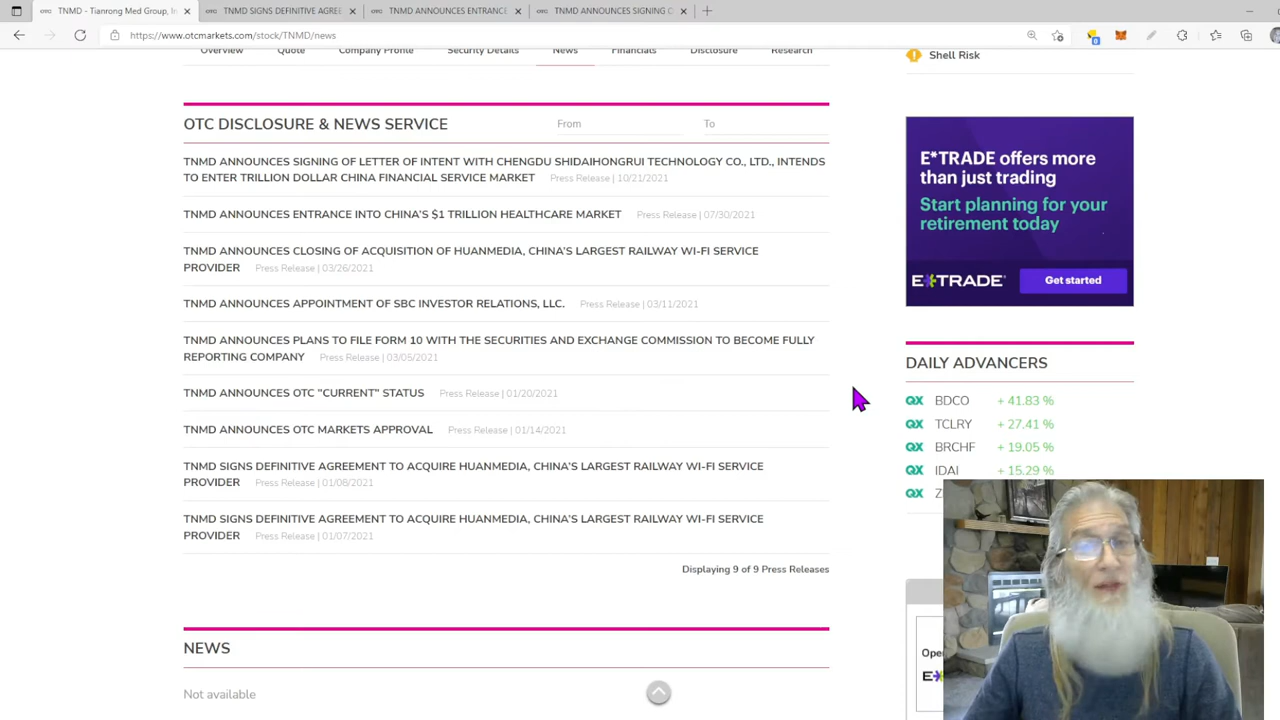 TNMD - Tianrong Med Group, In
TNMD SIGNS DEFINITIVE AGREE
TNMD ANNOUNCES ENTRANCE
TNMD ANNOUNCES SIGNING O
https://www.otcmarkets.com/stock/TNMD/news
Overview Quote Company Profile Security Details News Financials Disclosure Research
Shell Risk
OTC DISCLOSURE & NEWS SERVICE From To
TNMD ANNOUNCES SIGNING OF LETTER OF INTENT WITH CHENGDU SHIDAIHONGRUI TECHNOLOGY CO., LTD., INTENDS
TO ENTER TRILLION DOLLAR CHINA FINANCIAL SERVICE MARKET Press Release | 10/21/2021
TNMD ANNOUNCES ENTRANCE INTO CHINA'S $1 TRILLION HEALTHCARE MARKET Press Release | 07/30/2021
TNMD ANNOUNCES CLOSING OF ACQUISITION OF HUANMEDIA, CHINA'S LARGEST RAILWAY WI-FI SERVICE
PROVIDER Press Release | 03/26/2021
TNMD ANNOUNCES APPOINTMENT OF SBC INVESTOR RELATIONS, LLC. Press Release | 03/11/2021
TNMD ANNOUNCES PLANS TO FILE FORM 10 WITH THE SECURITIES AND EXCHANGE COMMISSION TO BECOME FULLY
REPORTING COMPANY Press Release | 03/05/2021
TNMD ANNOUNCES OTC "CURRENT" STATUS Press Release | 01/20/2021
TNMD ANNOUNCES OTC MARKETS APPROVAL Press Release | 01/14/2021
TNMD SIGNS DEFINITIVE AGREEMENT TO ACQUIRE HUANMEDIA, CHINA'S LARGEST RAILWAY WI-FI SERVICE
PROVIDER Press Release | 01/08/2021
TNMD SIGNS DEFINITIVE AGREEMENT TO ACQUIRE HUANMEDIA, CHINA'S LARGEST RAILWAY WI-FI SERVICE
PROVIDER Press Release | 01/07/2021
Displaying 9 of 9 Press Releases
NEWS
Not available
E*TRADE offers more
than just trading
Start planning for your
retirement today
E*TRADE Get started
DAILY ADVANCERS
QX BDCO + 41.83 %
QX TCLRY + 27.41 %
QX BRCHF + 19.05 %
QX IDAI + 15.29 %
QX Z
Ope